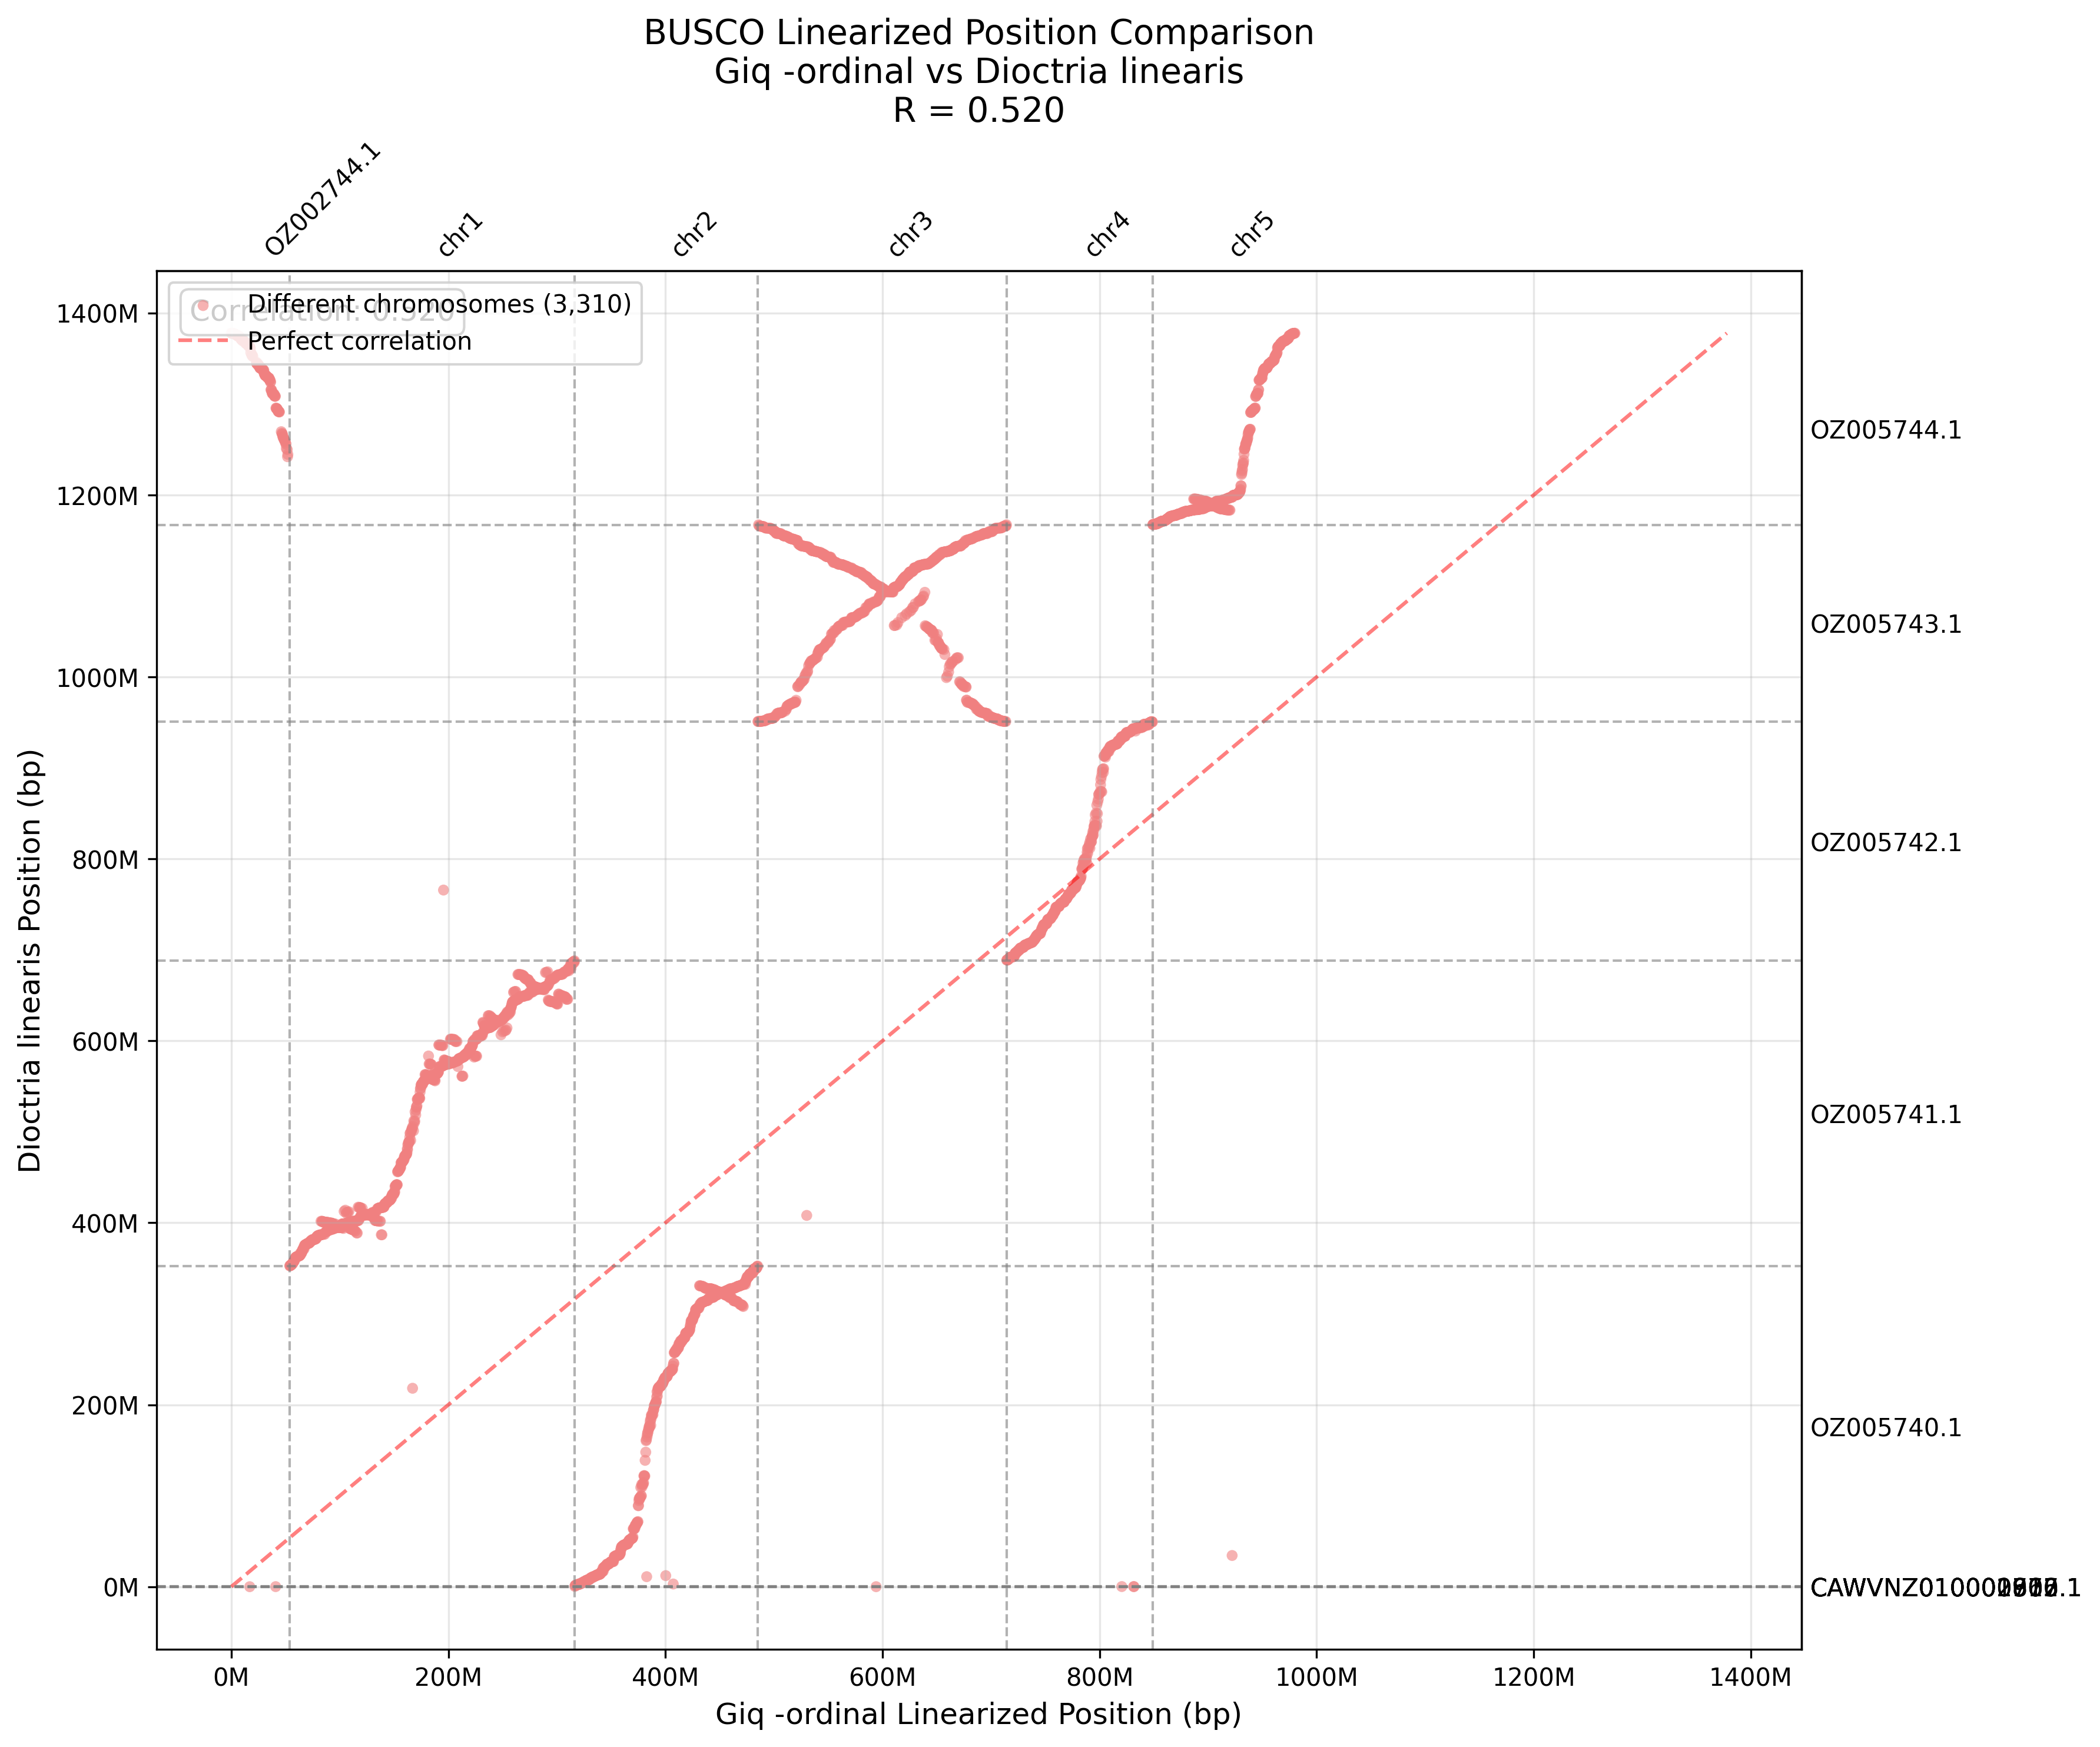 BUSCO Linearized Position Comparison
Giq -ordinal vs Dioctria linearis
R = 0.520
OZ002744.1
chr1
chr2
chr3
chr4
chr5
Correlation: 0.520
Different chromosomes (3,310)
Perfect correlation
1400M
1200M
1000M
800M
600M
400M
200M
0M
Dioctria linearis Position (bp)
OZ005744.1
OZ005743.1
OZ005742.1
OZ005741.1
OZ005740.1
0M
200M
400M
600M
800M
1000M
1200M
1400M
Giq -ordinal Linearized Position (bp)